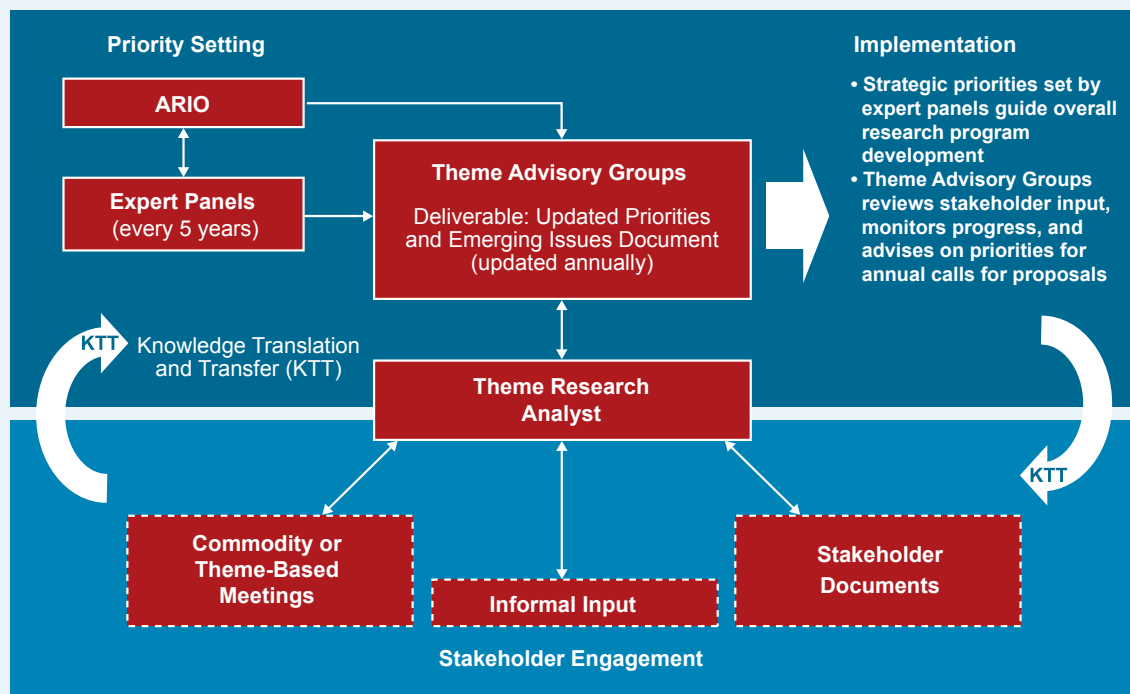 Priority Setting
ARIO
Expert Panels
(every 5 years)
Theme Advisory Groups
Deliverable: Updated Priorities
and Emerging Issues Document
(updated annually)
Implementation
• Strategic priorities set by
expert panels guide overall
research program
development
• Theme Advisory Groups
reviews stakeholder input,
monitors progress, and
advises on priorities for
annual calls for proposals
KTT
Knowledge Translation
and Transfer (KTT)
Theme Research
Analyst
KTT
Commodity or
Theme-Based
Meetings
Informal Input
Stakeholder
Documents
Stakeholder Engagement